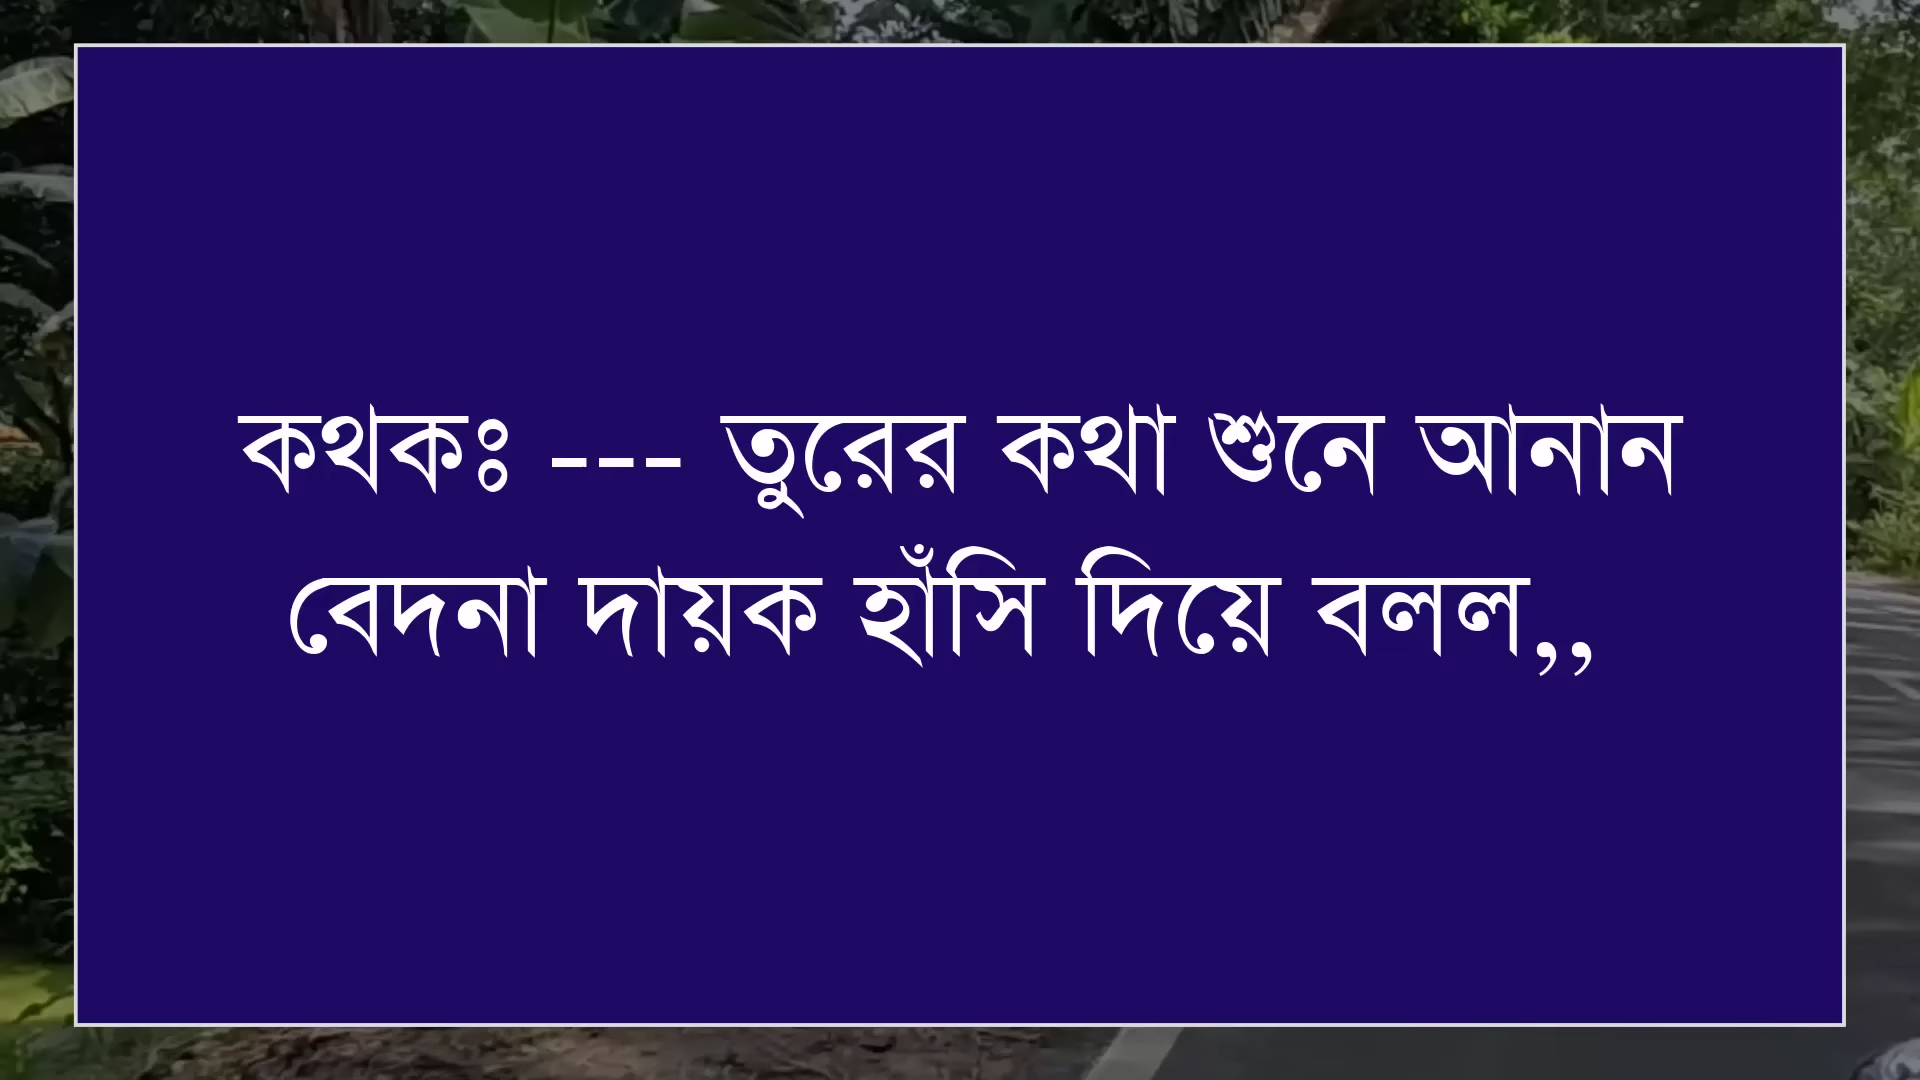 কথকঃ --- তুরের কথা শুনে আনান
বেদনা দায়ক হাঁসি দিয়ে বলল,,